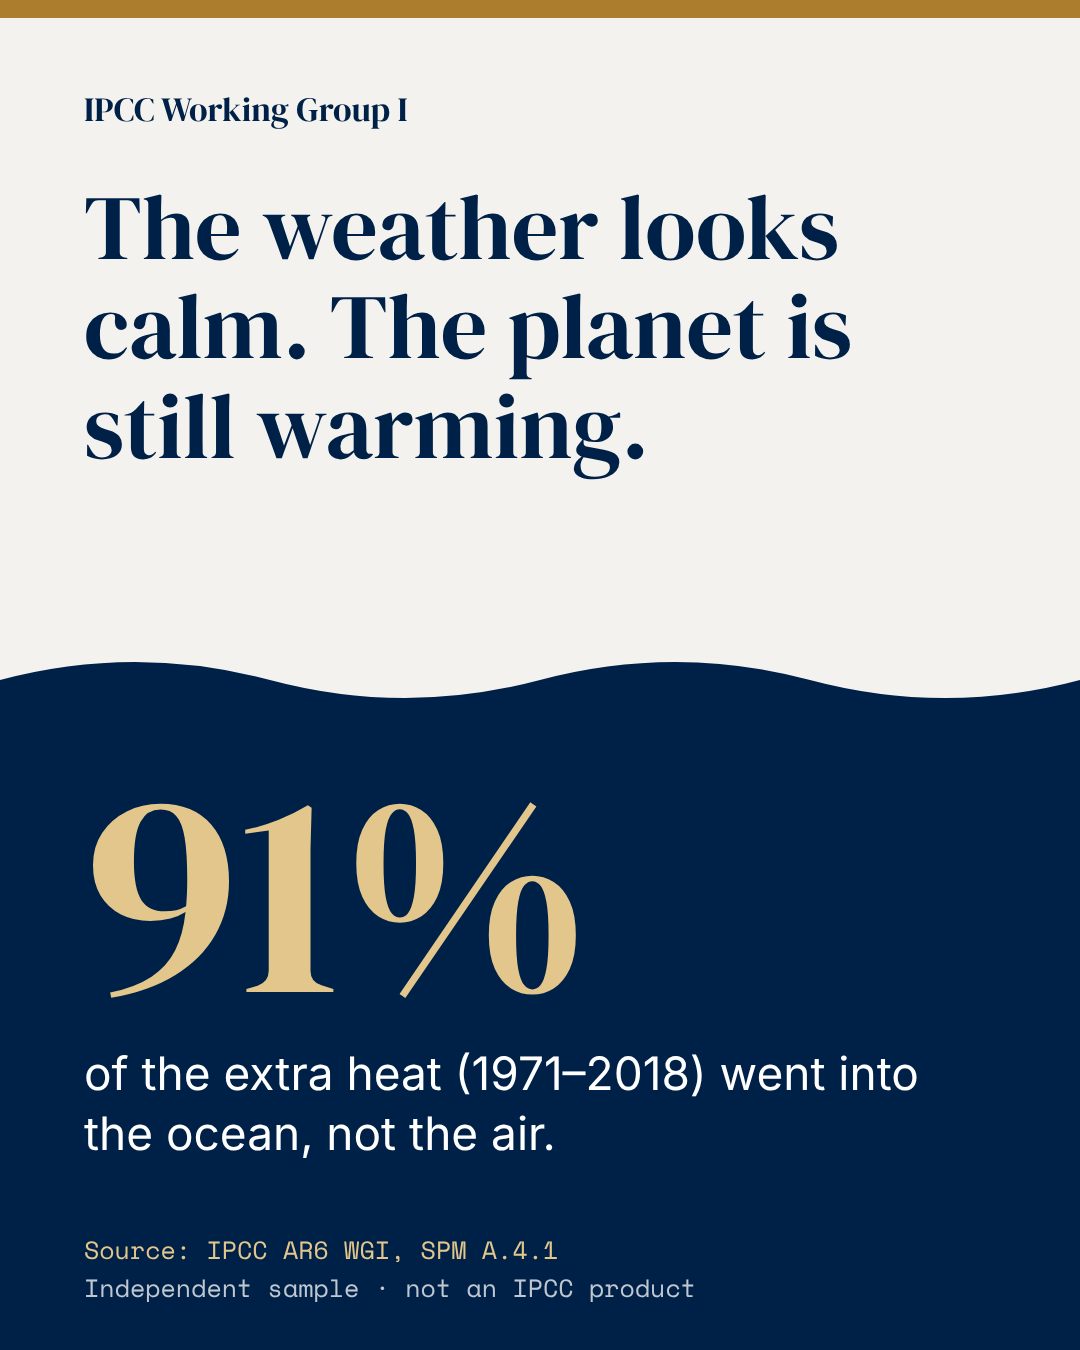 IPCC Working Group I
The weather looks
calm. The planet is
still warming.
91%
of the extra heat (1971–2018) went into
the ocean, not the air.
Source: IPCC AR6 WGI, SPM A.4.1
Independent sample · not an IPCC product